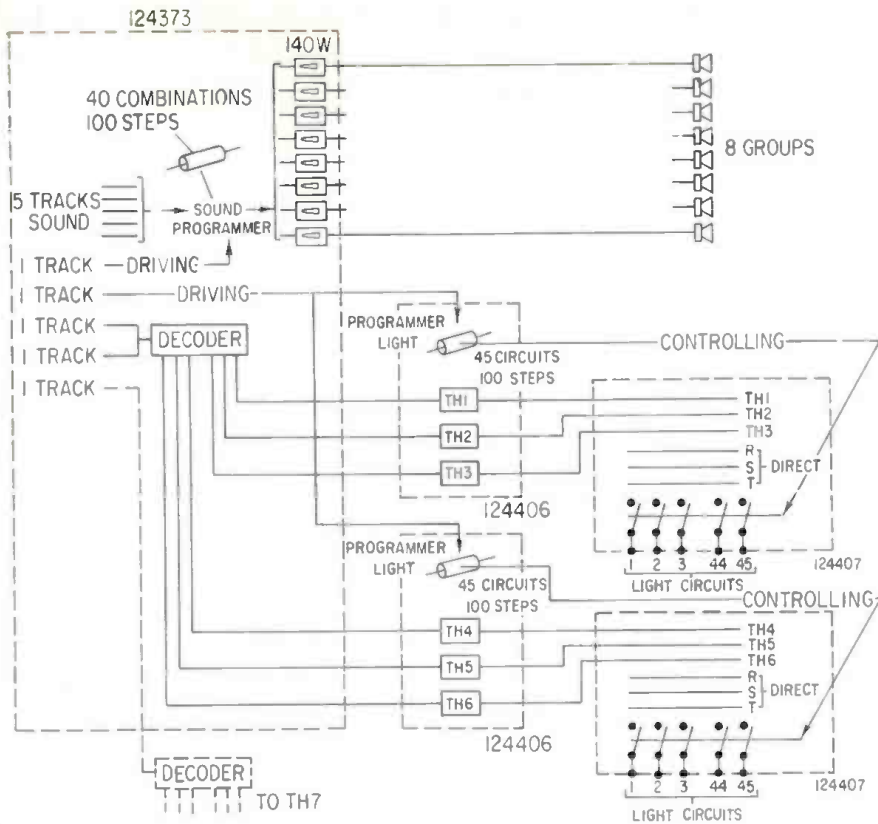 124373
140W
40 COMBINATIONS
100 STEPS
8 GROUPS
5 TRACKS
SOUND
SOUND
PROGRAMMER
1 TRACK DRIVING
1 TRACK DRIVING
1 TRACK
1 TRACK
DECODER
1 TRACK
PROGRAMMER
LIGHT
45 CIRCUITS
100 STEPS
CONTROLLING
TH1
TH2
TH3
124406
TH1
TH2
TH3
R
S DIRECT
T
1 2 3 44 45
LIGHT CIRCUITS
124407
PROGRAMMER
LIGHT
45 CIRCUITS
100 STEPS
CONTROLLING
TH4
TH5
TH6
124406
TH4
TH5
TH6
R
S DIRECT
T
1 2 3 44 45
LIGHT CIRCUITS
124407
DECODER
TO TH7